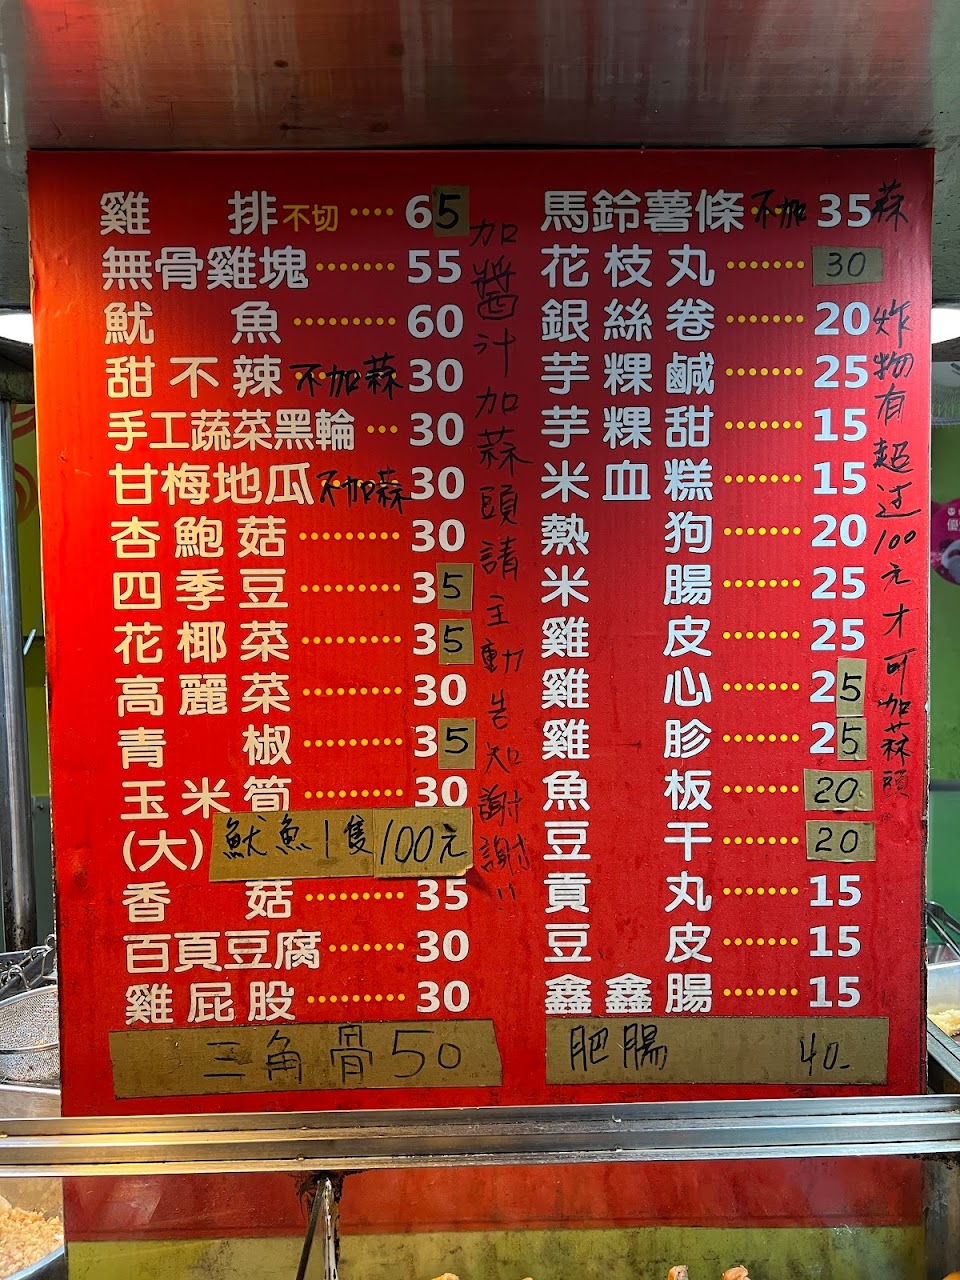 雞排不切····65
無骨雞塊·······55
魷魚·········60
甜不辣不加蒜30
手工蔬菜黑輪···30
甘梅地瓜不加蒜30
杏鮑菇·········30
四季豆·········35
花椰菜·········35
高麗菜·········30
青椒·········35
玉米筍·········30
(大)魷魚1隻100元
香菇·········35
百頁豆腐·······30
雞屁股·········30
三角骨50
加醬汁加蒜頭請主動告知謝謝!!
馬鈴薯條不加蒜35
花枝丸·······30
銀絲卷·······20
芋粿鹹·······25
芋粿甜·······15
米血糕·······15
熱狗·······20
米腸·······25
雞皮·······25
雞心·······25
雞胗·······25
魚板·······20
豆干·······20
貢丸·······15
豆皮·······15
鑫鑫腸·······15
肥腸 40-
炸物有超过100元才可加蒜頭